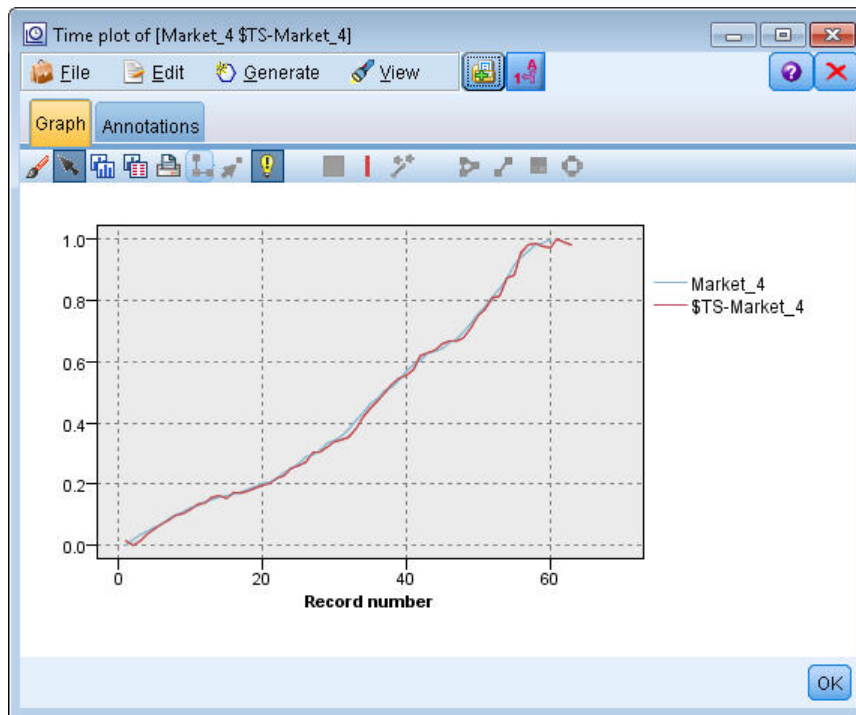 Time plot of [Market_4 $TS-Market_4]
File Edit Generate View
Graph Annotations
1.0
0.8
0.6
0.4
0.2
0.0
0 20 40 60
Record number
Market_4
$TS-Market_4
OK